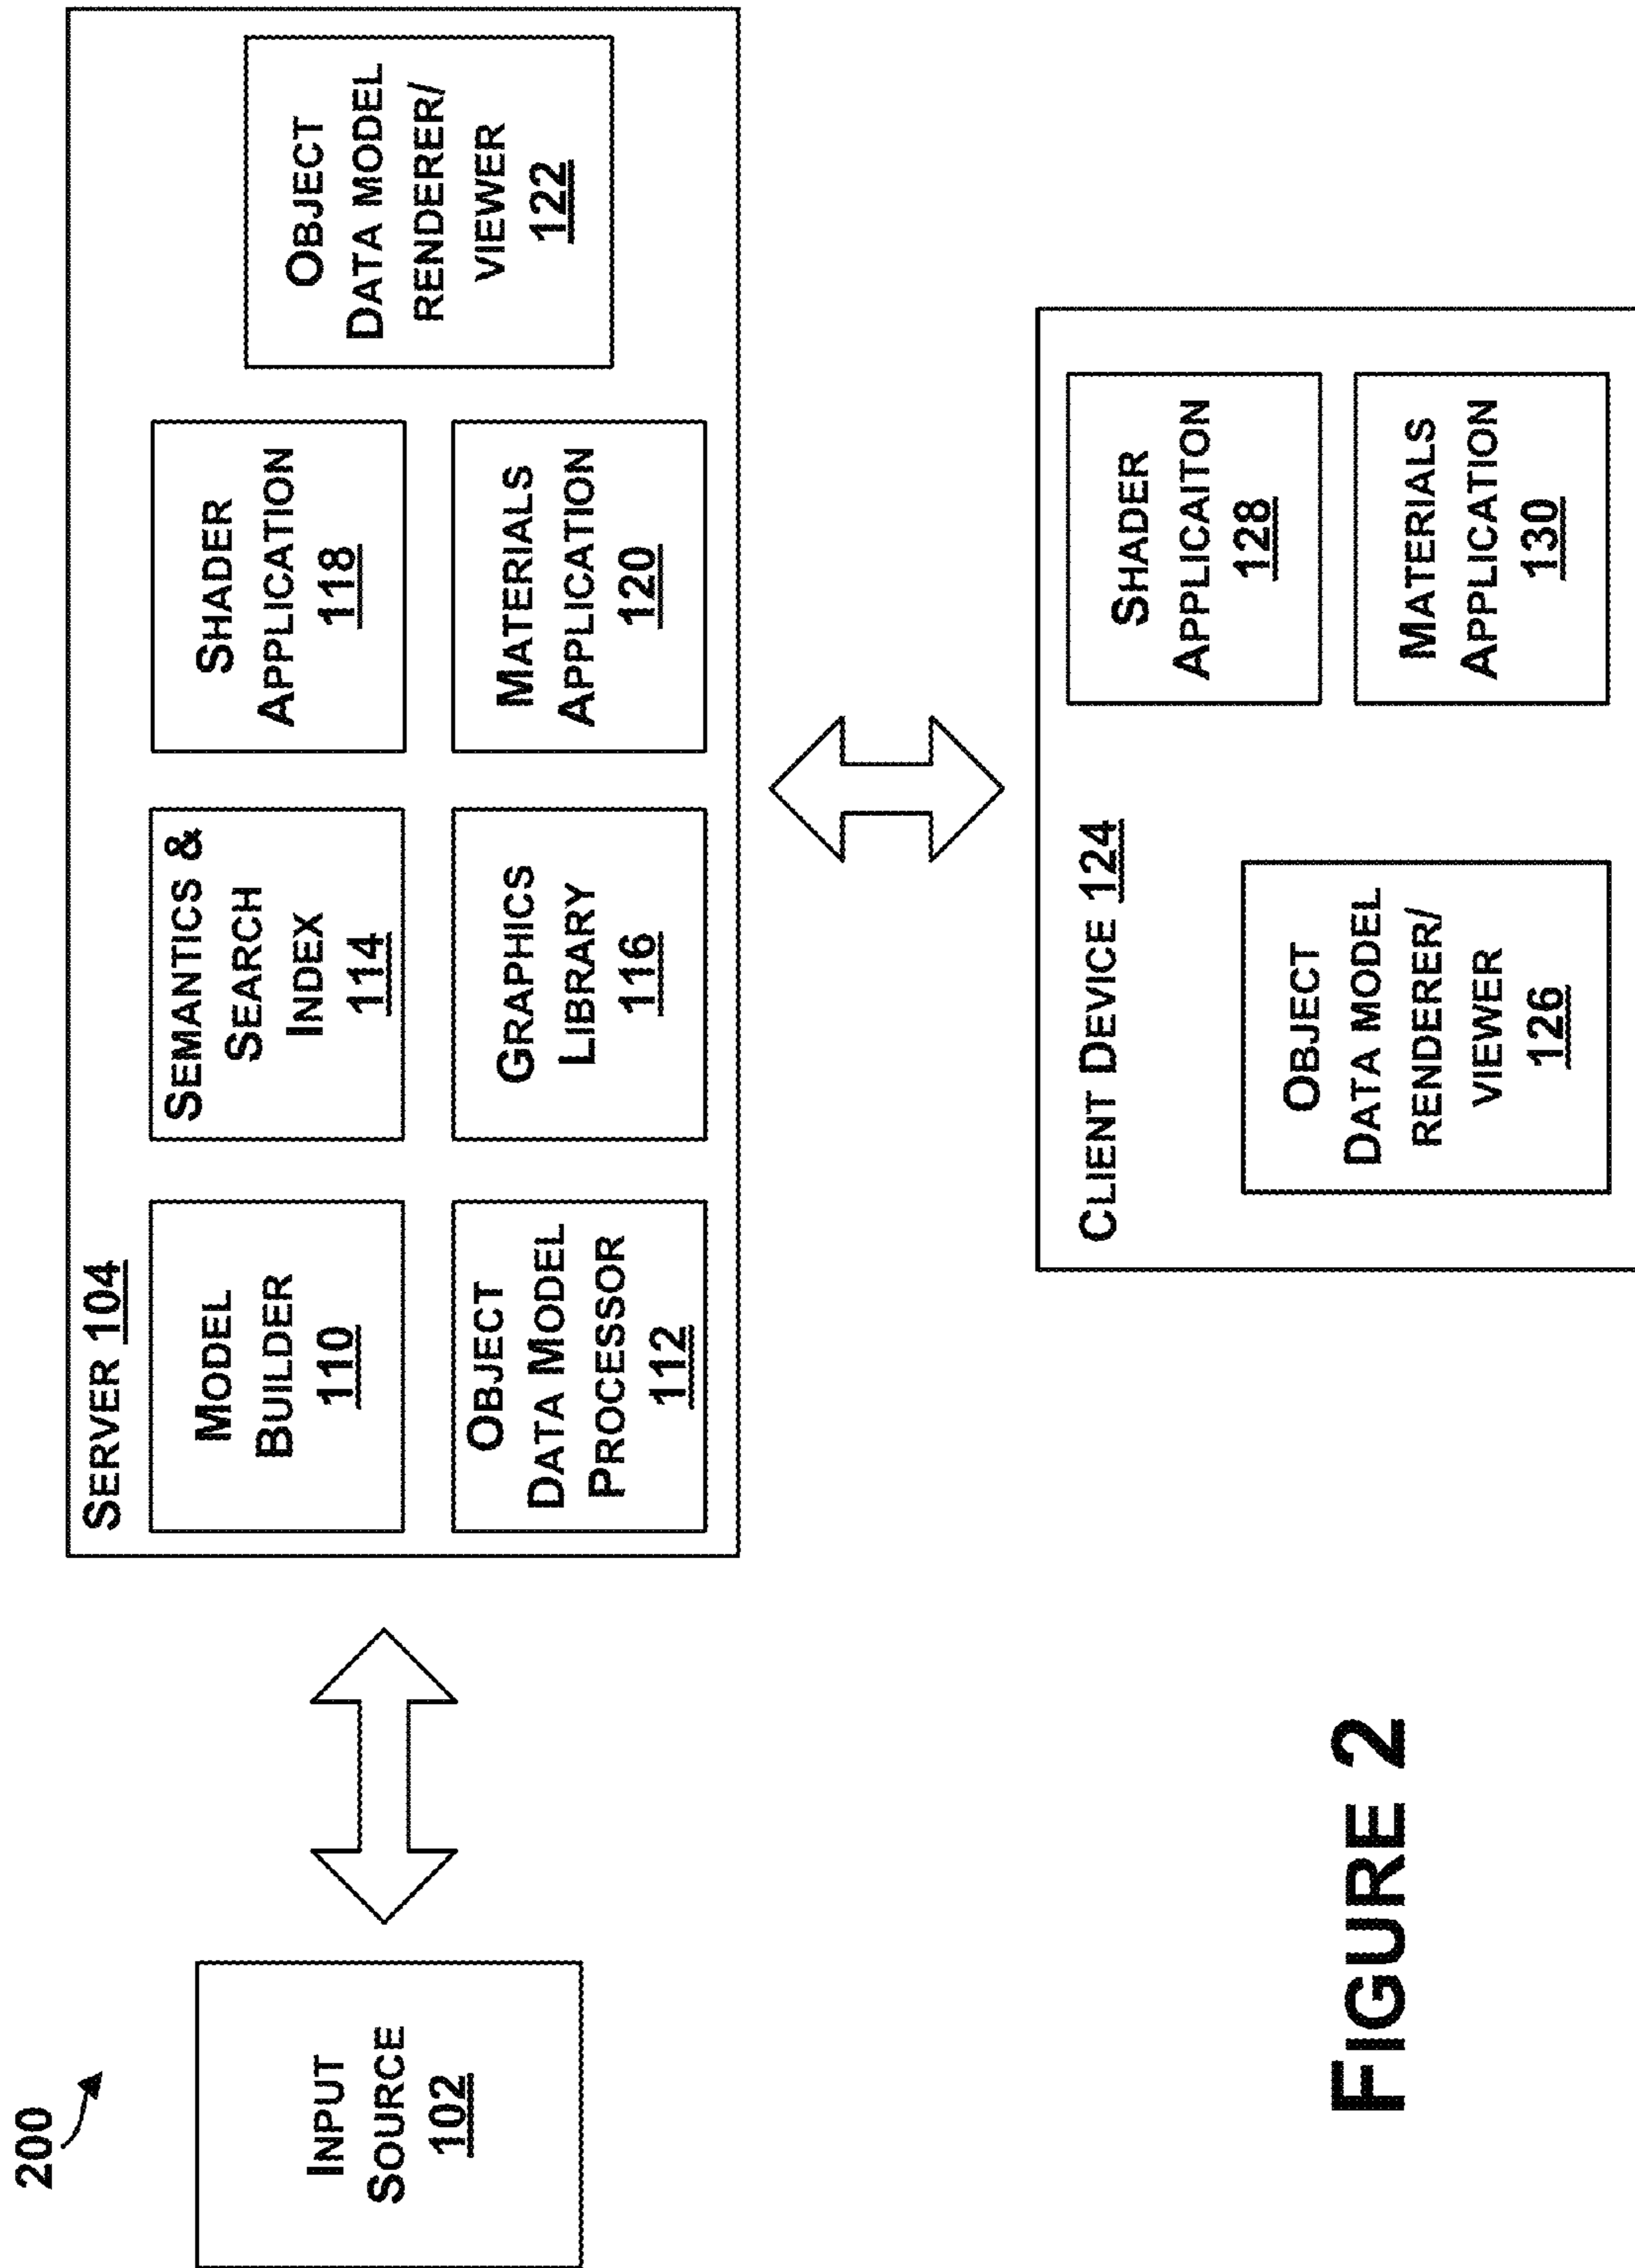 200
INPUT
SOURCE
102
SERVER 104
MODEL
BUILDER
110
SEMANTICS &
SEARCH
INDEX
114
SHADER
APPLICATION
118
OBJECT
DATA MODEL
PROCESSOR
112
GRAPHICS
LIBRARY
116
MATERIALS
APPLICATION
120
OBJECT
DATA MODEL
RENDERER/
VIEWER
122
CLIENT DEVICE 124
OBJECT
DATA MODEL
RENDERER/
VIEWER
126
SHADER
APPLICAITON
128
MATERIALS
APPLICATION
130
FIGURE 2